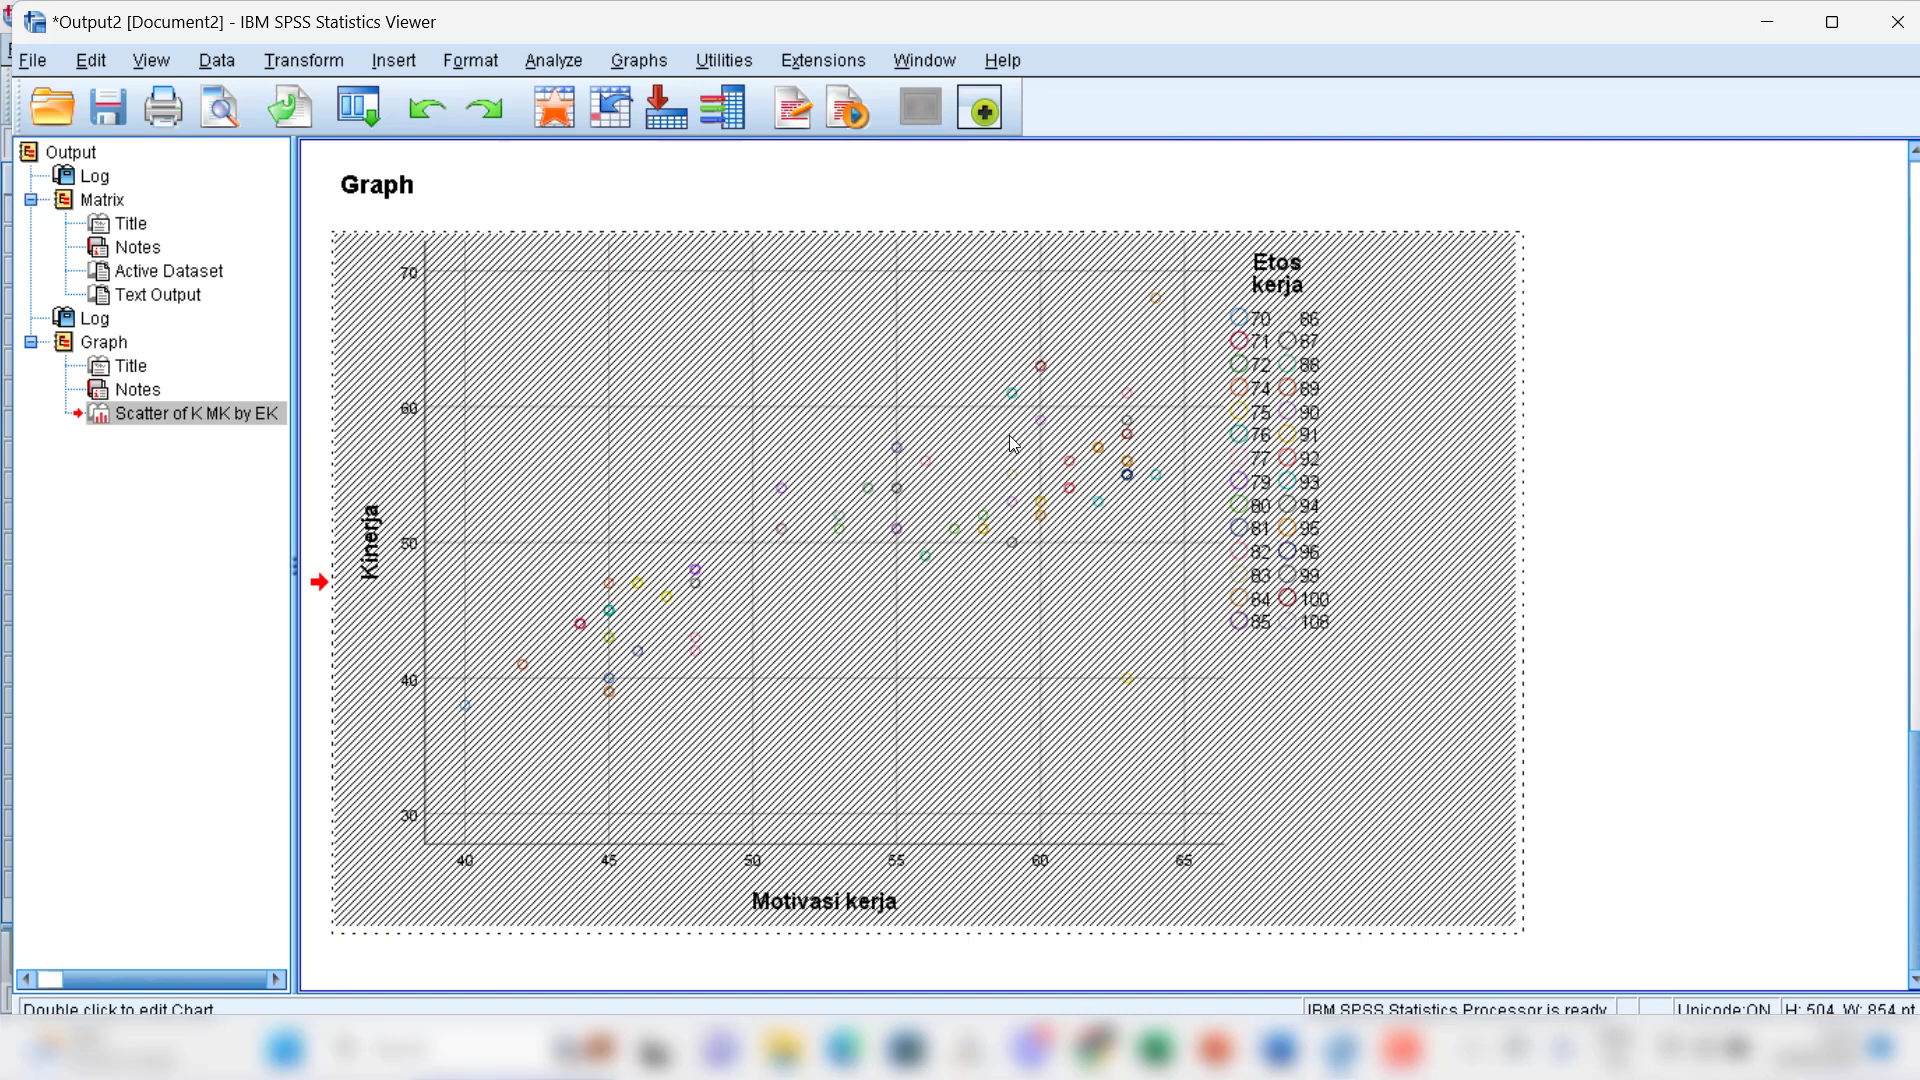 *Output2 [Document2] - IBM SPSS Statistics Viewer
File Edit View Data Transform Insert Format Analyze Graphs Utilities Extensions Window Help
Output
Log
Matrix
Title
Notes
Active Dataset
Text Output
Log
Graph
Title
Notes
Scatter of K MK by EK
Graph
Etos
kerja
70 86
71 87
72 88
74 89
75 90
76 91
77 92
79 93
80 94
81 95
82 96
83 99
84 100
85 108
70
60
50
40
30
Kinerja
40 45 50 55 60 65
Motivasi kerja
Double click to edit Chart
IBM SPSS Statistics Processor is ready Unicode:ON H: 504, W: 854 pt